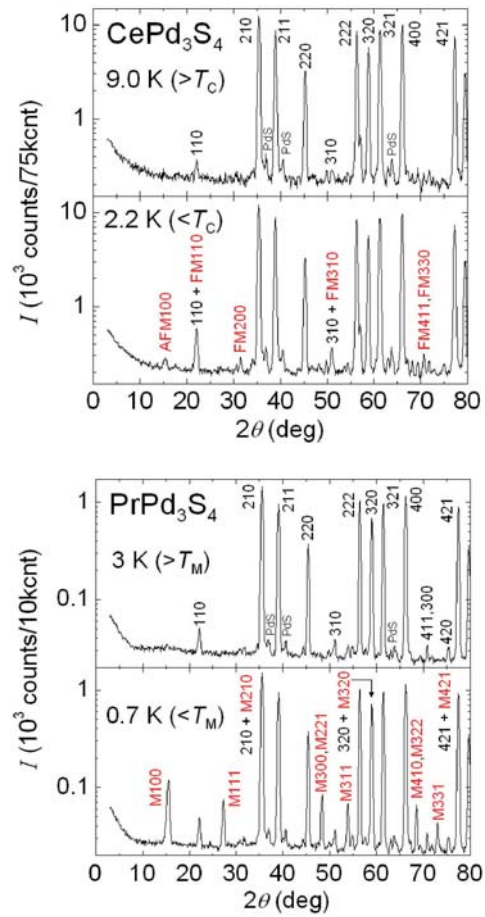 CePd3S4
9.0 K (>TC)
110
210
PdS
211
PdS
220
310
222
320
321
PdS
400
421
10
1
2.2 K (<TC)
AFM100
110 + FM110
FM200
310 + FM310
FM411,FM330
10
1
I (10³ counts/75kcnt)
0 10 20 30 40 50 60 70 80
2θ (deg)
PrPd3S4
3 K (>TM)
110
210
PdS
211
PdS
220
310
222
320
321
PdS
400
411,300
420
421
1
0.1
0.7 K (<TM)
M100
M111
210 + M210
M300,M221
M311
320 + M320
M410,M322
M331
421 + M421
1
0.1
I (10³ counts/10kcnt)
0 10 20 30 40 50 60 70 80
2θ (deg)